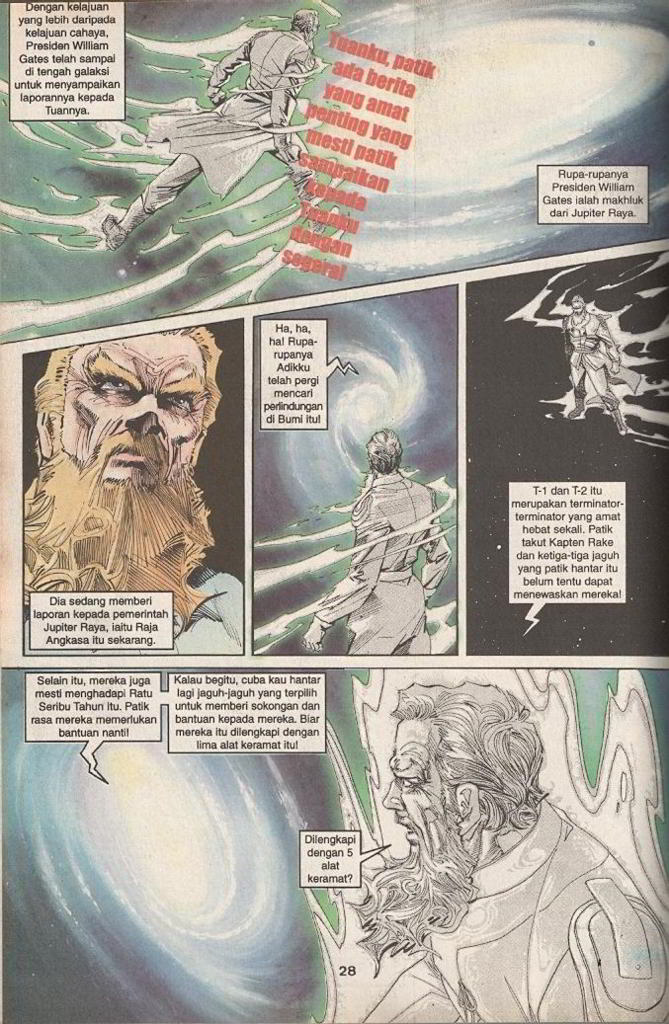 Dengan kelajuan
yang lebih daripada
kelajuan cahaya,
Presiden William
Gates telah sampai
di tengah galaksi
untuk menyampaikan
laporannya kepada
Tuannya.
Tuanku, patik
ada berita
yang amat
penting yang
mesti patik
sampaikan
kepada
Tuanku
dengan
segera!
Rupa-rupanya
Presiden William
Gates ialah makhluk
dari Jupiter Raya.
Dia sedang memberi
laporan kepada pemerintah
Jupiter Raya, iaitu Raja
Angkasa itu sekarang.
Ha, ha,
ha! Rupa-
rupanya
Adikku
telah pergi
mencari
perlindungan
di Bumi itu!
T-1 dan T-2 itu
merupakan terminator-
terminator yang amat
hebat sekali. Patik
takut Kapten Rake
dan ketiga-tiga jaguh
yang patik hantar itu
belum tentu dapat
menewaskan mereka!
Selain itu, mereka juga
mesti menghadapi Ratu
Seribu Tahun itu. Patik
rasa mereka memerlukan
bantuan nanti!
Kalau begitu, cuba kau hantar
lagi jaguh-jaguh yang terpilih
untuk memberi sokongan dan
bantuan kepada mereka. Biar
mereka itu dilengkapi dengan
lima alat keramat itu!
Dilengkapi
dengan 5
alat
keramat?
28